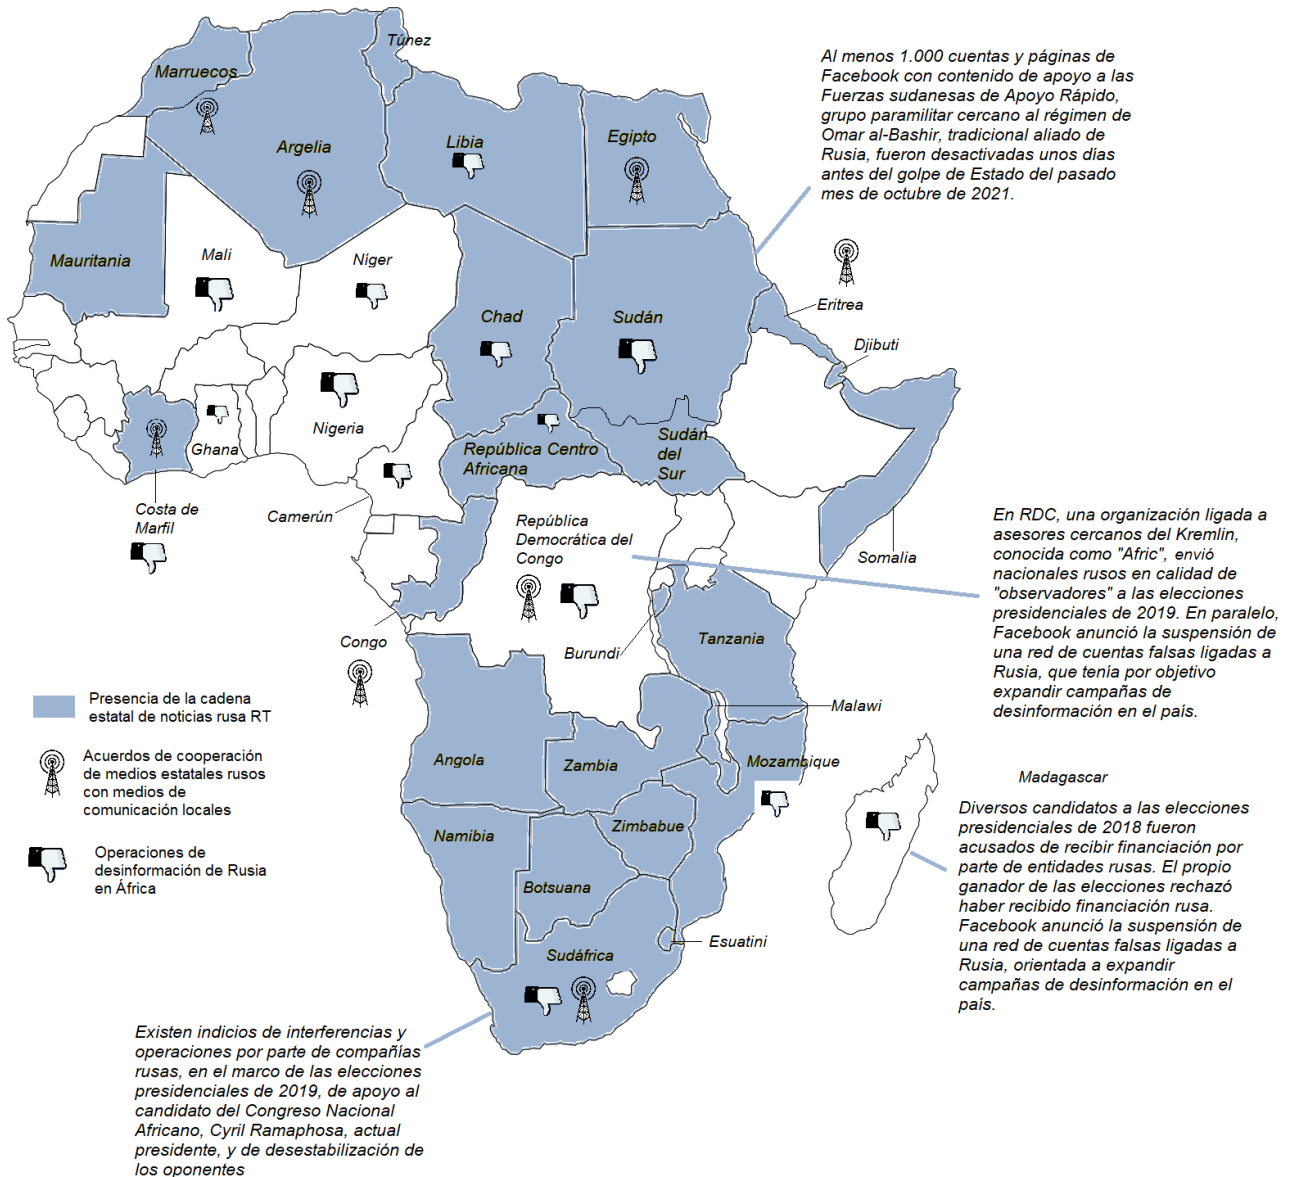 Túnez
Marruecos
Argelia
Libia
Egipto
Al menos 1.000 cuentas y páginas de
Facebook con contenido de apoyo a las
Fuerzas sudanesas de Apoyo Rápido,
grupo paramilitar cercano al régimen de
Omar al-Bashir, tradicional aliado de
Rusia, fueron desactivadas unos días
antes del golpe de Estado del pasado
mes de octubre de 2021.
Mauritania
Mali
Níger
Chad
Sudán
Eritrea
Djibuti
Nigeria
Ghana
República Centro
Africana
Sudán
del
Sur
Costa de
Marfil
Camerún
República
Democrática del
Congo
Somalia
En RDC, una organización ligada a
asesores cercanos del Kremlin,
conocida como "Afric", envió
nacionales rusos en calidad de
"observadores" a las elecciones
presidenciales de 2019. En paralelo,
Facebook anunció la suspensión de
una red de cuentas falsas ligadas a
Rusia, que tenía por objetivo
expandir campañas de
desinformación en el país.
Congo
Burundi
Tanzania
Malawi
Presencia de la cadena
estatal de noticias rusa RT
Acuerdos de cooperación
de medios estatales rusos
con medios de
comunicación locales
Operaciones de
desinformación de Rusia
en África
Angola
Zambia
Mozambique
Namibia
Zimbabue
Botsuana
Sudáfrica
Esuatini
Madagascar
Diversos candidatos a las elecciones
presidenciales de 2018 fueron
acusados de recibir financiación por
parte de entidades rusas. El propio
ganador de las elecciones rechazó
haber recibido financiación rusa.
Facebook anunció la suspensión de
una red de cuentas falsas ligadas a
Rusia, orientada a expandir
campañas de desinformación en el
país.
Existen indicios de interferencias y
operaciones por parte de compañías
rusas, en el marco de las elecciones
presidenciales de 2019, de apoyo al
candidato del Congreso Nacional
Africano, Cyril Ramaphosa, actual
presidente, y de desestabilización de
los oponentes